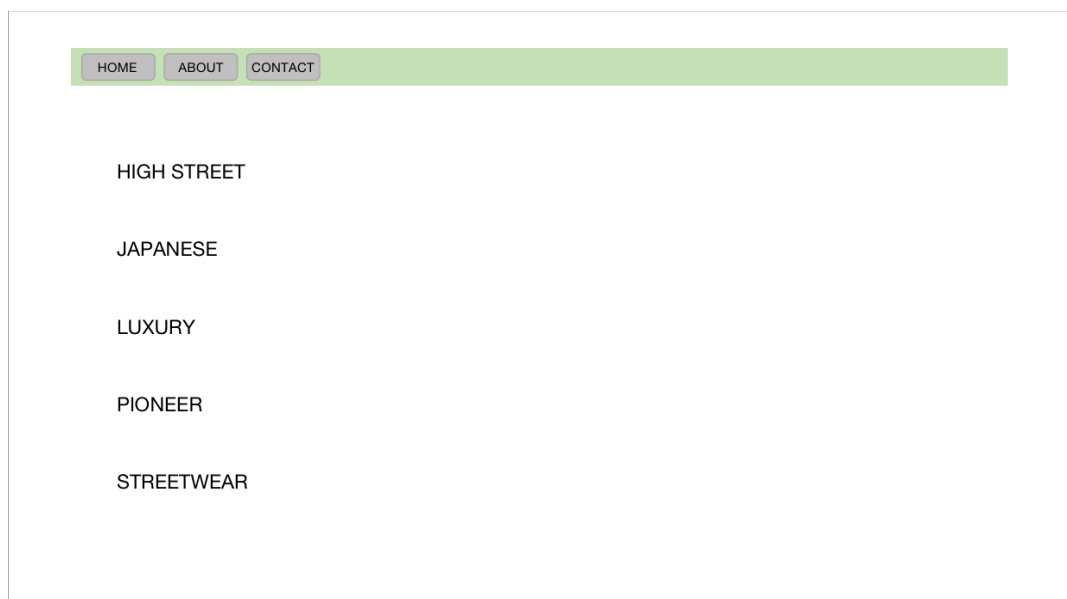 HOME ABOUT CONTACT
HIGH STREET
JAPANESE
LUXURY
PIONEER
STREETWEAR